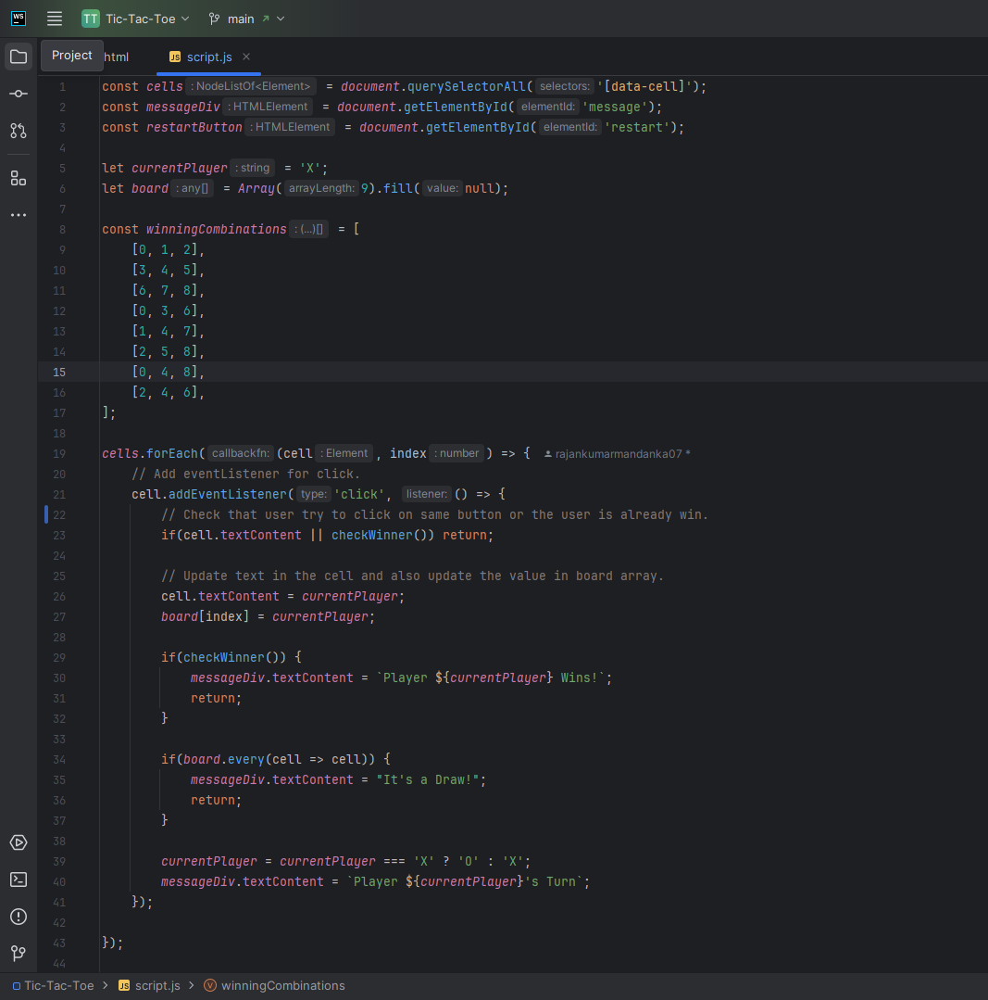 WS
TT Tic-Tac-Toe main
Project
html
JS script.js
1 const cells : NodeListOf<Element> = document.querySelectorAll( selectors: '[data-cell]');
2 const messageDiv : HTMLElement = document.getElementById( elementId: 'message');
3 const restartButton : HTMLElement = document.getElementById( elementId: 'restart');
4
5 let currentPlayer : string = 'X';
6 let board : any[] = Array( arrayLength: 9).fill( value: null);
7
8 const winningCombinations : (...)[] = [
9 [0, 1, 2],
10 [3, 4, 5],
11 [6, 7, 8],
12 [0, 3, 6],
13 [1, 4, 7],
14 [2, 5, 8],
15 [0, 4, 8],
16 [2, 4, 6],
17 ];
18
19 cells.forEach( callbackfn: (cell : Element , index : number ) => { rajankumarmandanka07 *
20 // Add eventListener for click.
21 cell.addEventListener( type: 'click', listener: () => {
22 // Check that user try to click on same button or the user is already win.
23 if(cell.textContent || checkWinner()) return;
24
25 // Update text in the cell and also update the value in board array.
26 cell.textContent = currentPlayer;
27 board[index] = currentPlayer;
28
29 if(checkWinner()) {
30 messageDiv.textContent = `Player ${currentPlayer} Wins!`;
31 return;
32 }
33
34 if(board.every(cell => cell)) {
35 messageDiv.textContent = "It's a Draw!";
36 return;
37 }
38
39 currentPlayer = currentPlayer === 'X' ? 'O' : 'X';
40 messageDiv.textContent = `Player ${currentPlayer}'s Turn`;
41 });
42
43 });
44
Tic-Tac-Toe > JS script.js > V winningCombinations